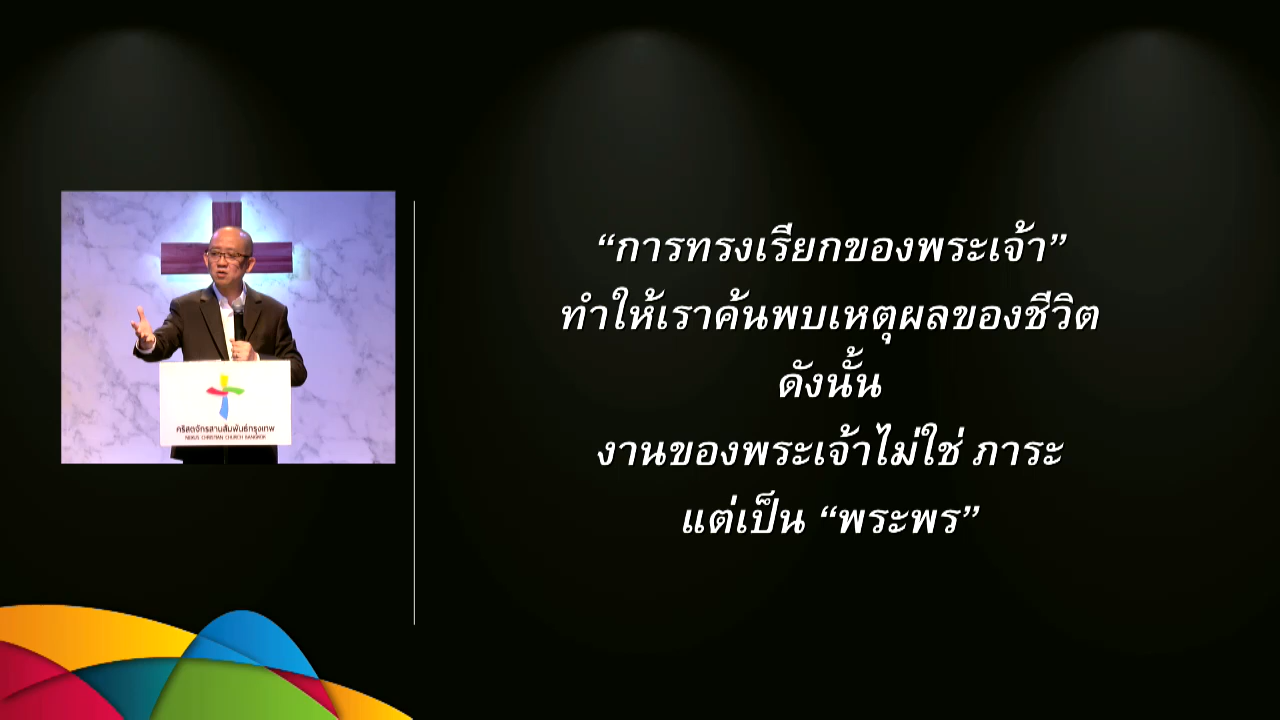 “การทรงเรียกของพระเจ้า”
ทำให้เราค้นพบเหตุผลของชีวิต
ดังนั้น
งานของพระเจ้าไม่ใช่ ภาระ
แต่เป็น “พระพร”
คริสตจักรสานสัมพันธ์กรุงเทพ
NEXUS CHRISTIAN CHURCH BANGKOK